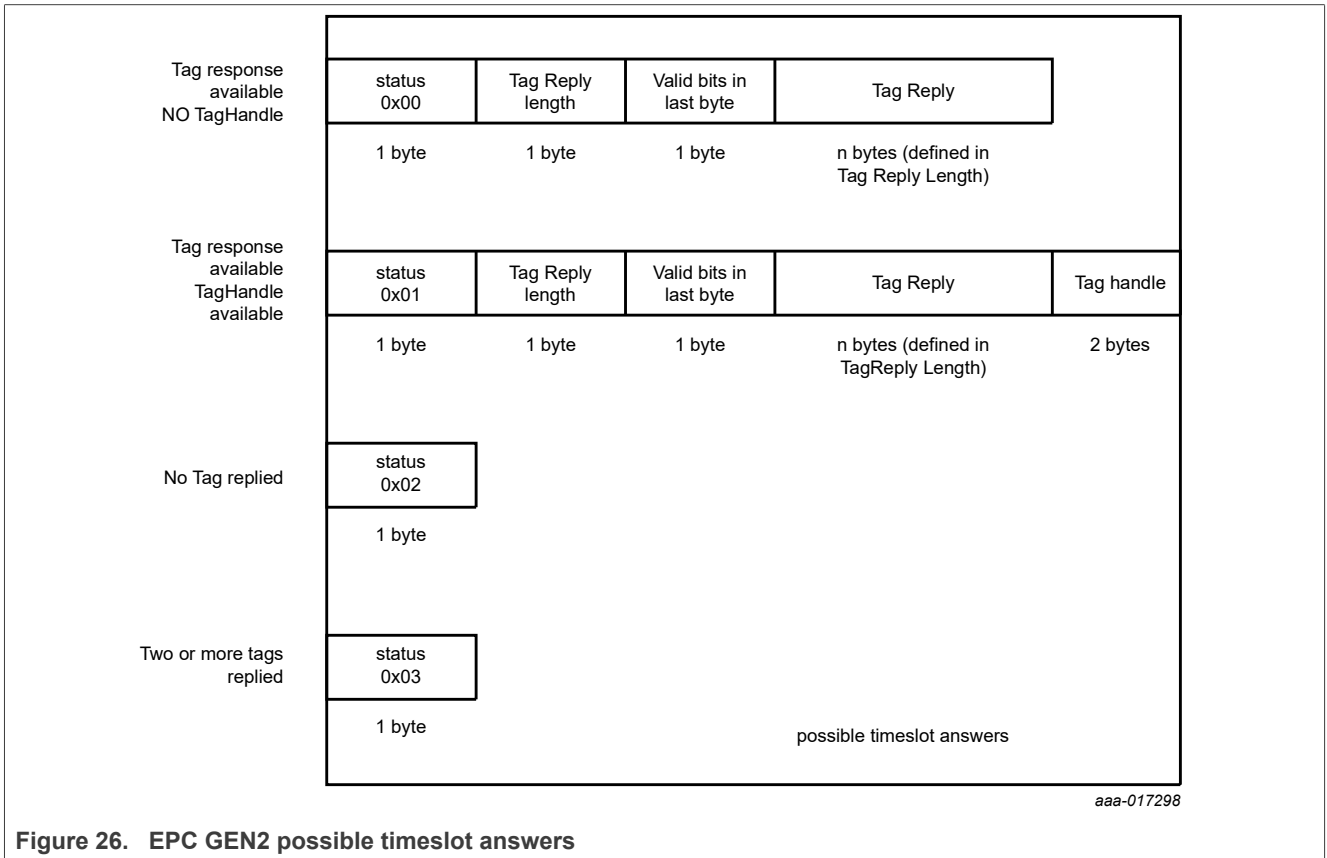 Tag response
available
NO TagHandle
status
0x00
Tag Reply
length
Valid bits in
last byte
Tag Reply
1 byte
1 byte
1 byte
n bytes (defined in
Tag Reply Length)
Tag response
available
TagHandle
available
status
0x01
Tag Reply
length
Valid bits in
last byte
Tag Reply
Tag handle
1 byte
1 byte
1 byte
n bytes (defined in
TagReply Length)
2 bytes
No Tag replied
status
0x02
1 byte
Two or more tags
replied
status
0x03
1 byte
possible timeslot answers
aaa-017298
Figure 26. EPC GEN2 possible timeslot answers